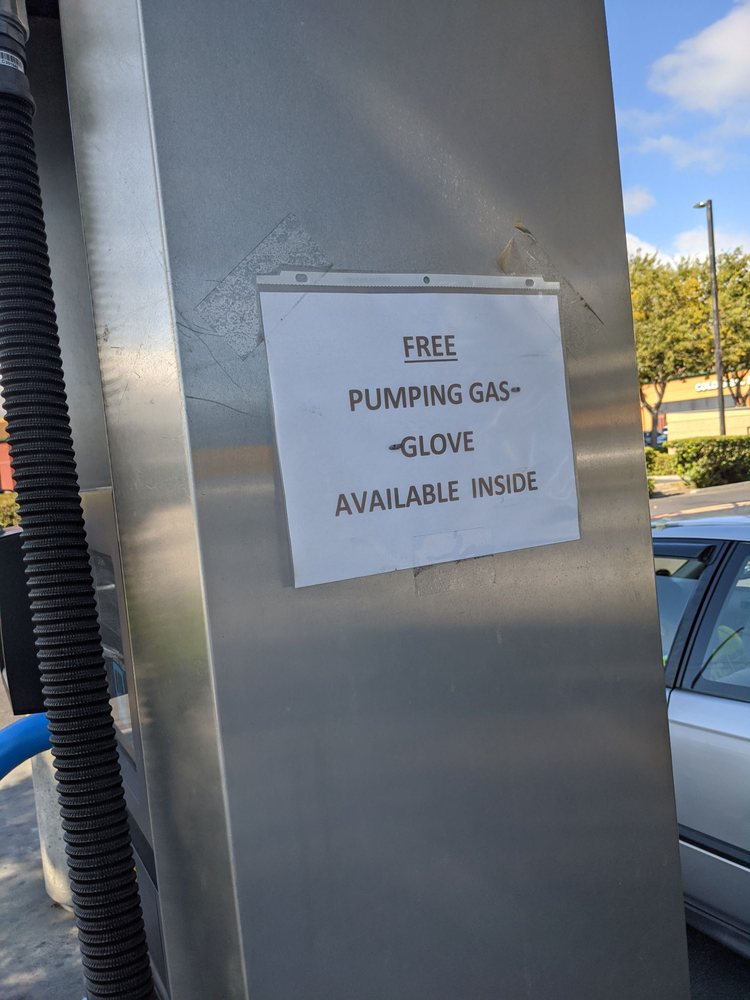 FREE
PUMPING GAS-
-GLOVE
AVAILABLE INSIDE